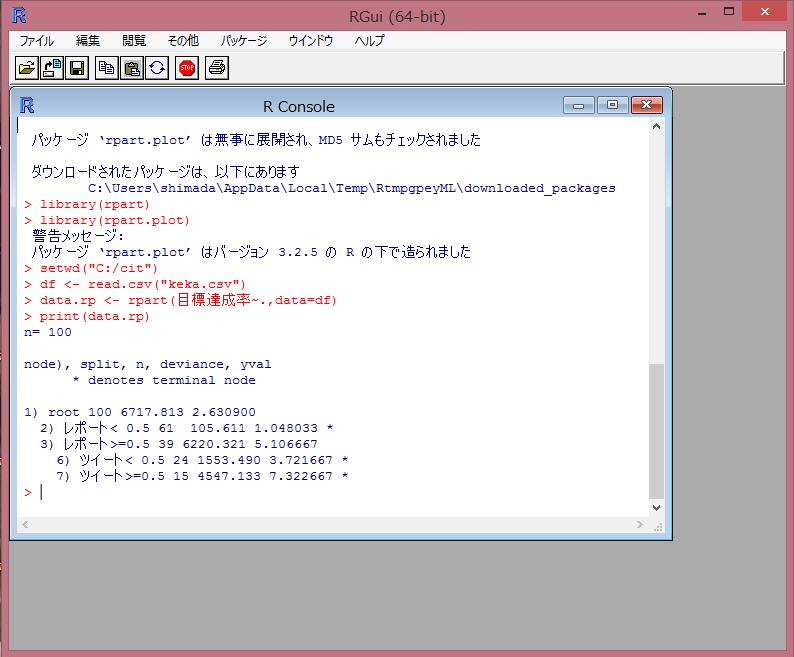 RGui (64-bit)
ファイル 編集 閲覧 その他 パッケージ ウインドウ ヘルプ
STOP
R Console
パッケージ ‘rpart.plot’ は無事に展開され、MD5 サムもチェックされました
ダウンロードされたパッケージは、以下にあります
C:\Users\shimada\AppData\Local\Temp\RtmpgpeyML\downloaded_packages
> library(rpart)
> library(rpart.plot)
警告メッセージ:
パッケージ ‘rpart.plot’ はバージョン 3.2.5 の R の下で造られました
> setwd("C:/cit")
> df <- read.csv("keka.csv")
> data.rp <- rpart(目標達成率~.,data=df)
> print(data.rp)
n= 100
node), split, n, deviance, yval
* denotes terminal node
1) root 100 6717.813 2.630900
2) レポート< 0.5 61 105.611 1.048033 *
3) レポート>=0.5 39 6220.321 5.106667
6) ツイート< 0.5 24 1553.490 3.721667 *
7) ツイート>=0.5 15 4547.133 7.322667 *
>